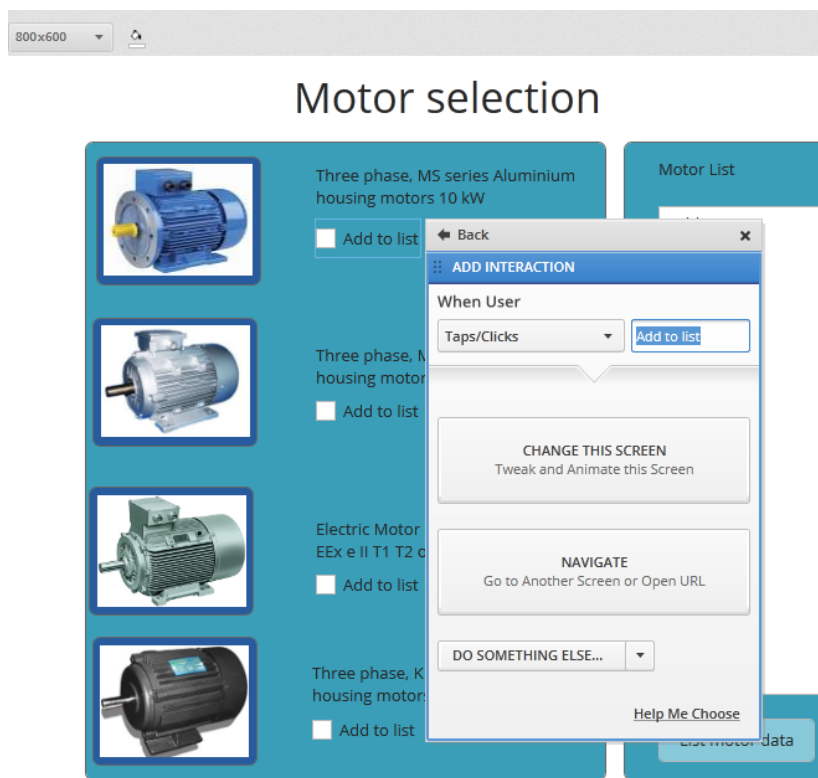 800x600
Motor selection
Three phase, MS series Aluminium
housing motors 10 kW
Add to list
Three phase,
housing motor
Add to list
Electric Motor
EEx e II T1 T2
Add to list
Three phase, K
housing motors
Add to list
Motor List
Back
ADD INTERACTION
When User
Taps/Clicks
Add to list
CHANGE THIS SCREEN
Tweak and Animate this Screen
NAVIGATE
Go to Another Screen or Open URL
DO SOMETHING ELSE...
Help Me Choose
List motor data